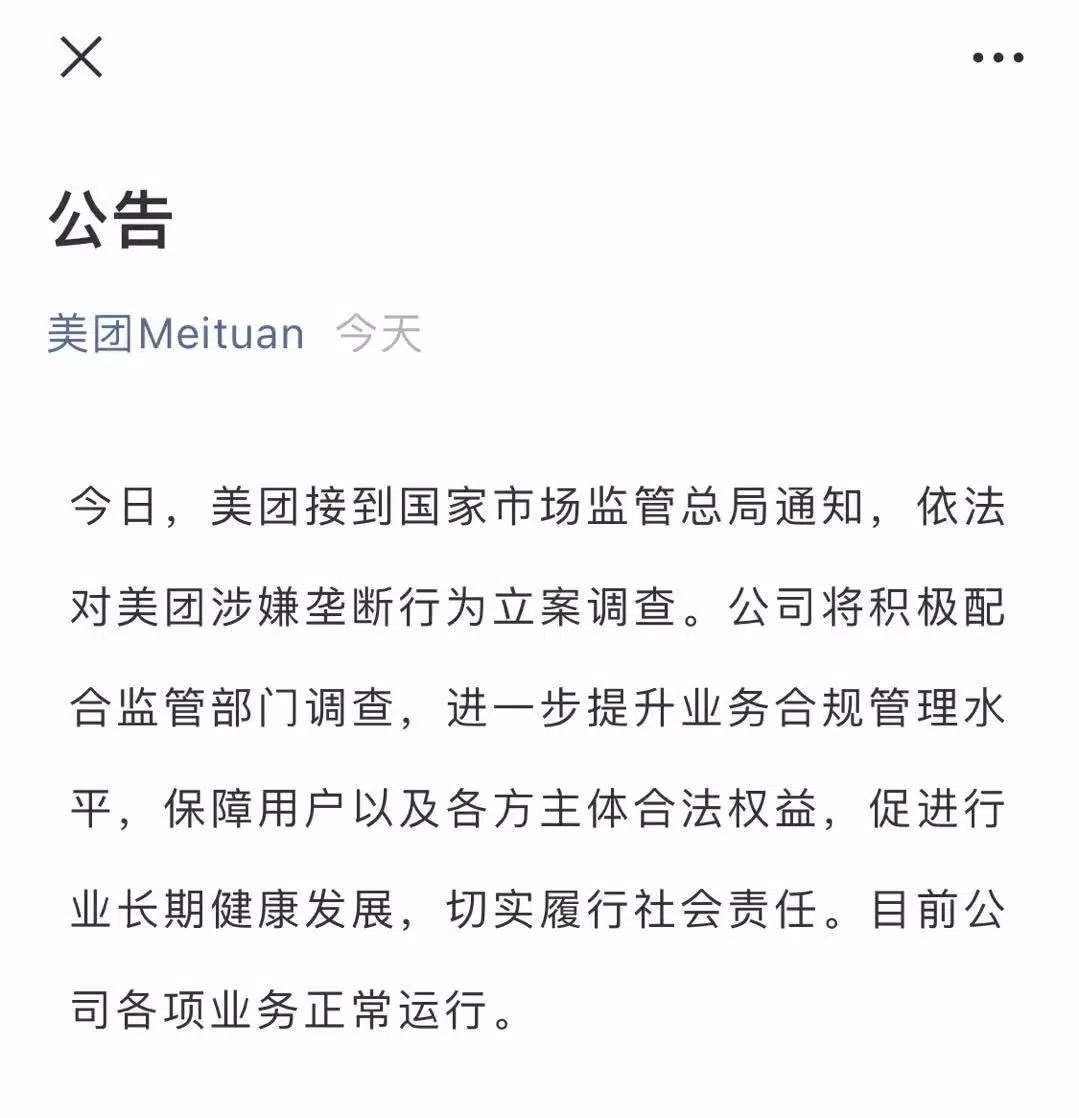 公告
美团Meituan 今天
今日，美团接到国家市场监管总局通知，依法
对美团涉嫌垄断行为立案调查。公司将积极配
合监管部门调查，进一步提升业务合规管理水
平，保障用户以及各方主体合法权益，促进行
业长期健康发展，切实履行社会责任。目前公
司各项业务正常运行。